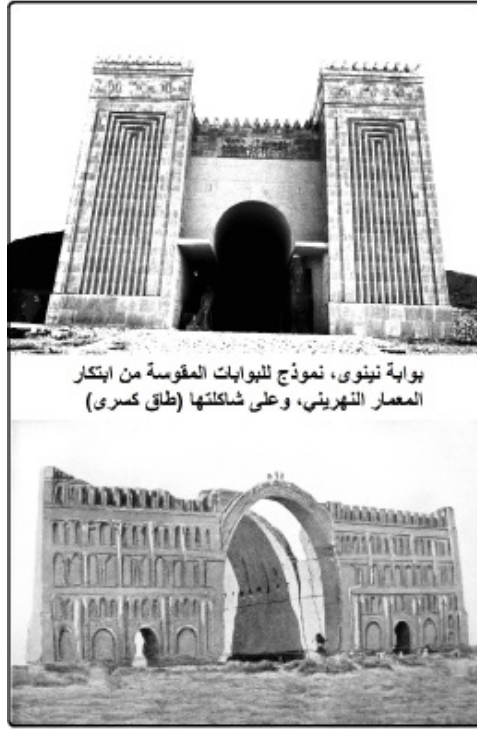 بوابة نينوى، نموذج للبوابات المقوسة من ابتكار
المعمار النهريني، وعلى شاكلتها (طاق كسرى)